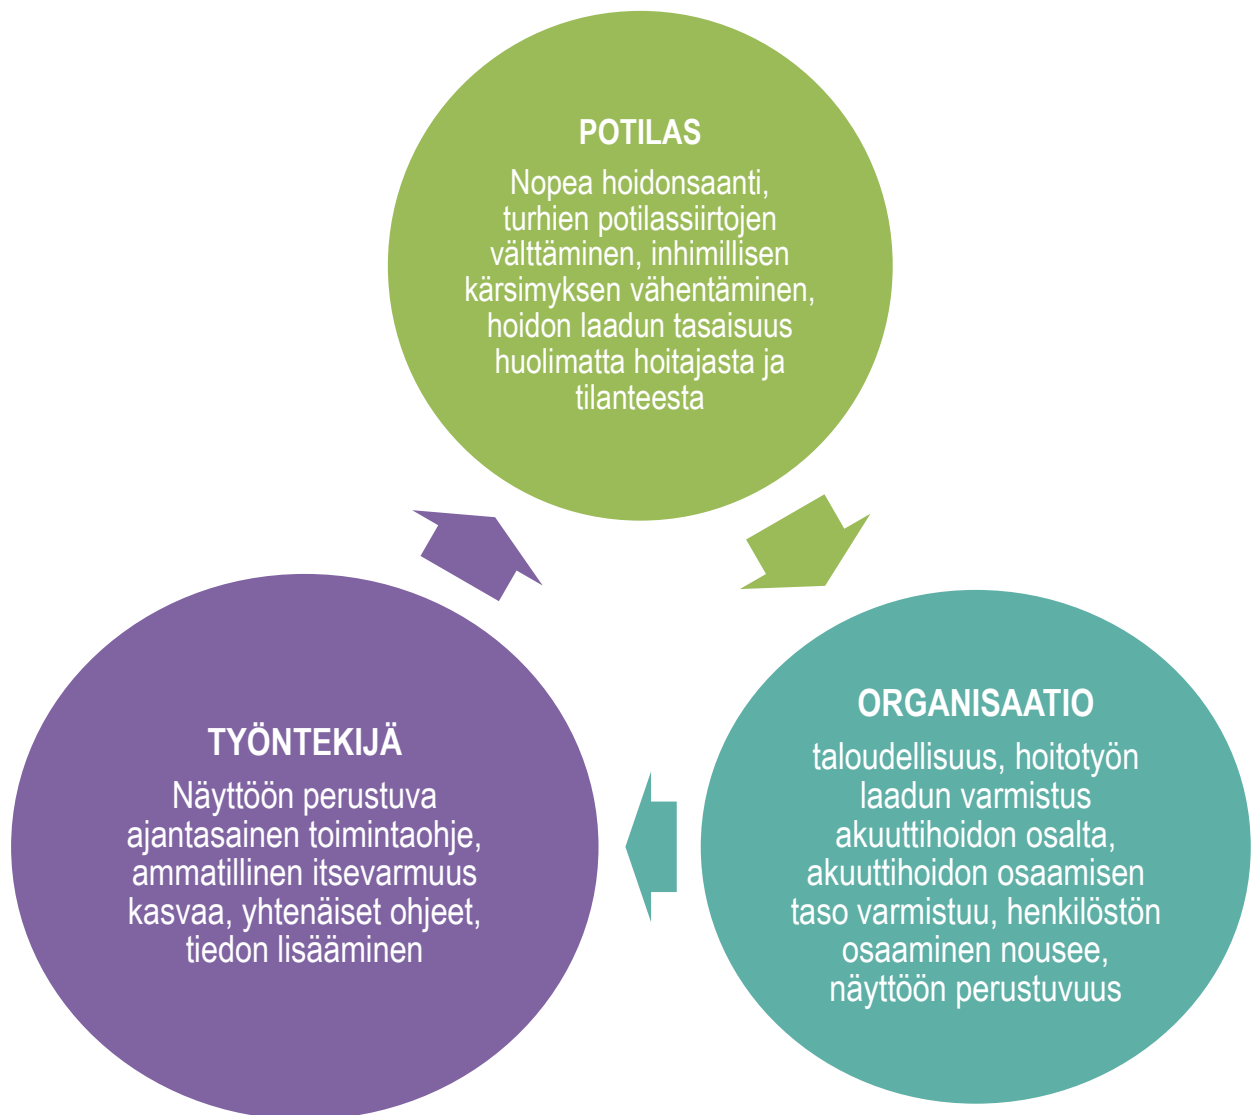 POTILAS
Nopea hoidonsaanti,
turhien potilassiirtojen
välttäminen, inhimillisen
kärsimyksen vähentäminen,
hoidon laadun tasaisuus
huolimatta hoitajasta ja
tilanteesta
ORGANISAATIO
taloudellisuus, hoitotyön
laadun varmistus
akuuttihoidon osalta,
akuuttihoidon osaamisen
taso varmistuu, henkilöstön
osaaminen nousee,
näyttöön perustuvuus
TYÖNTEKIJÄ
Näyttöön perustuva
ajantasainen toimintaohje,
ammatillinen itsevarmuus
kasvaa, yhtenäiset ohjeet,
tiedon lisääminen